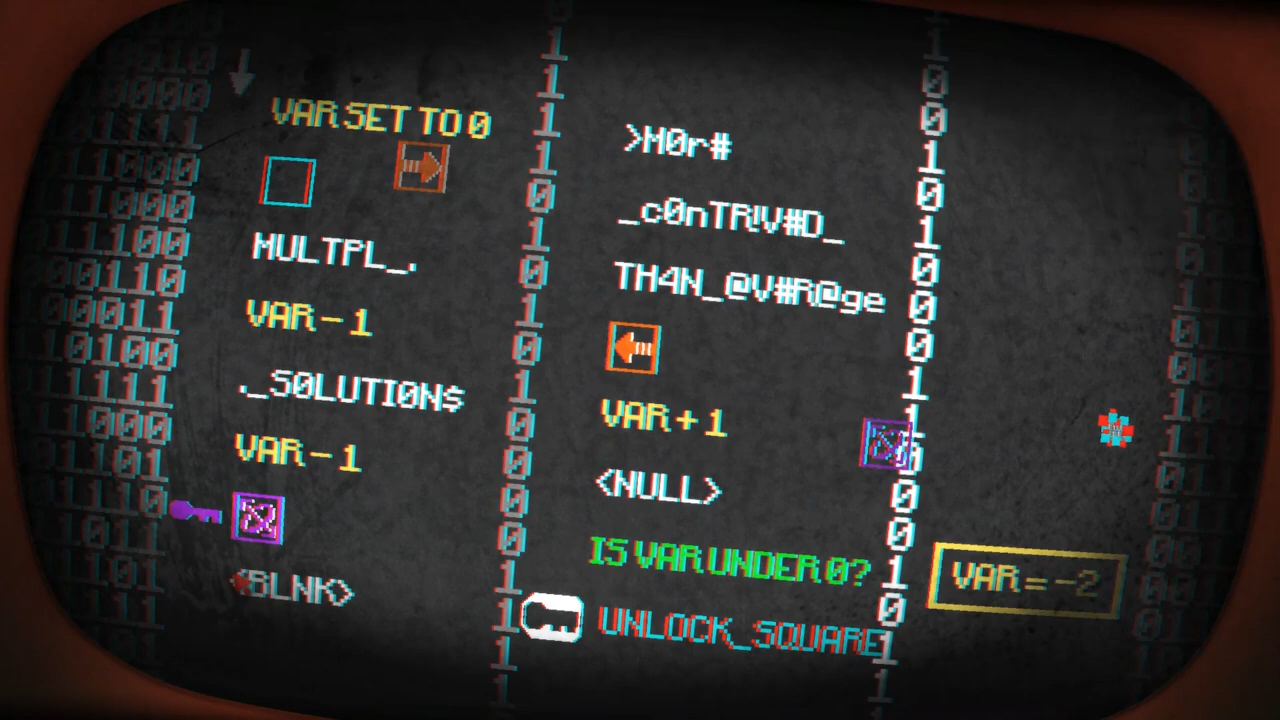 VAR SET TO 0
MULTPL_.
VAR - 1
._S0LUTI0N$
VAR - 1
<BLNK>
>M0r#
_c0nTR!V#D_
TH4N_@V#R@ge
VAR + 1
<NULL>
IS VAR UNDER 0?
UNLOCK_SQUARE
VAR = -2